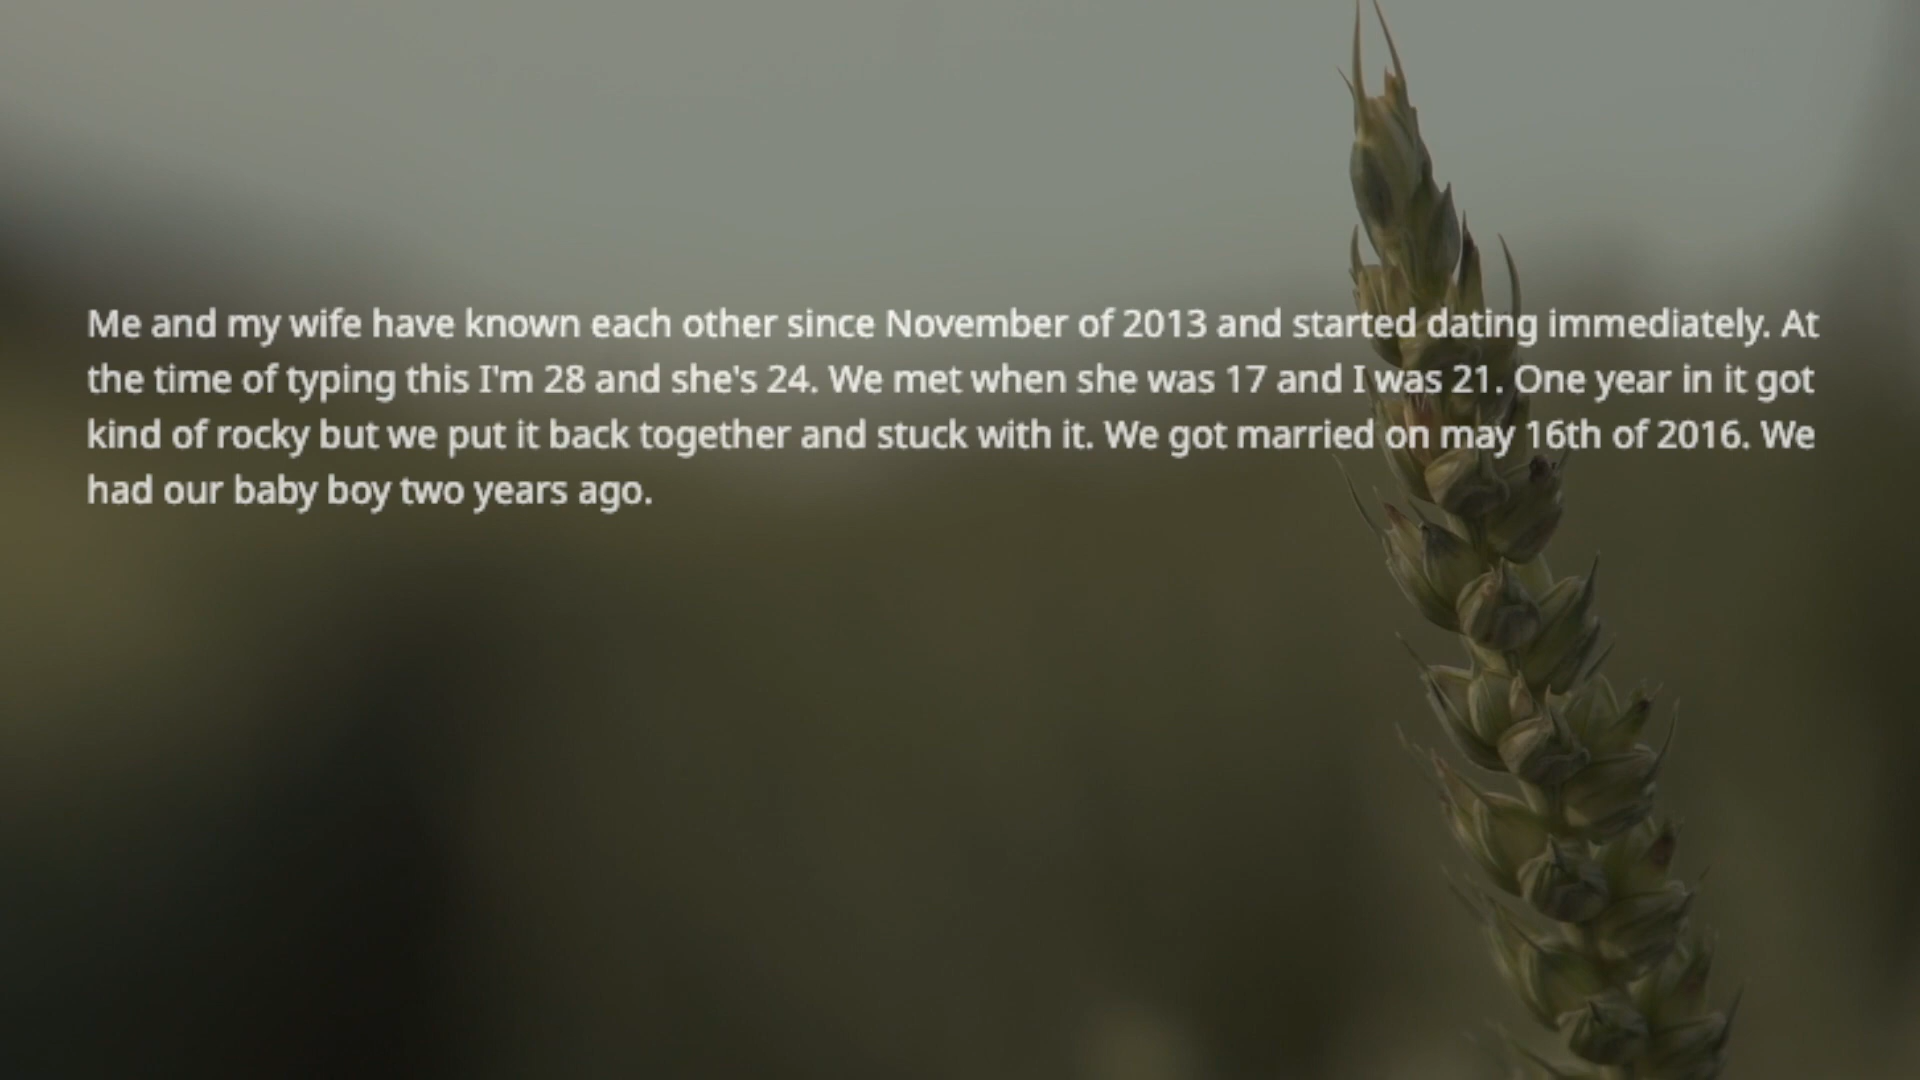 Me and my wife have known each other since November of 2013 and started dating immediately. At
the time of typing this I'm 28 and she's 24. We met when she was 17 and I was 21. One year in it got
kind of rocky but we put it back together and stuck with it. We got married on may 16th of 2016. We
had our baby boy two years ago.